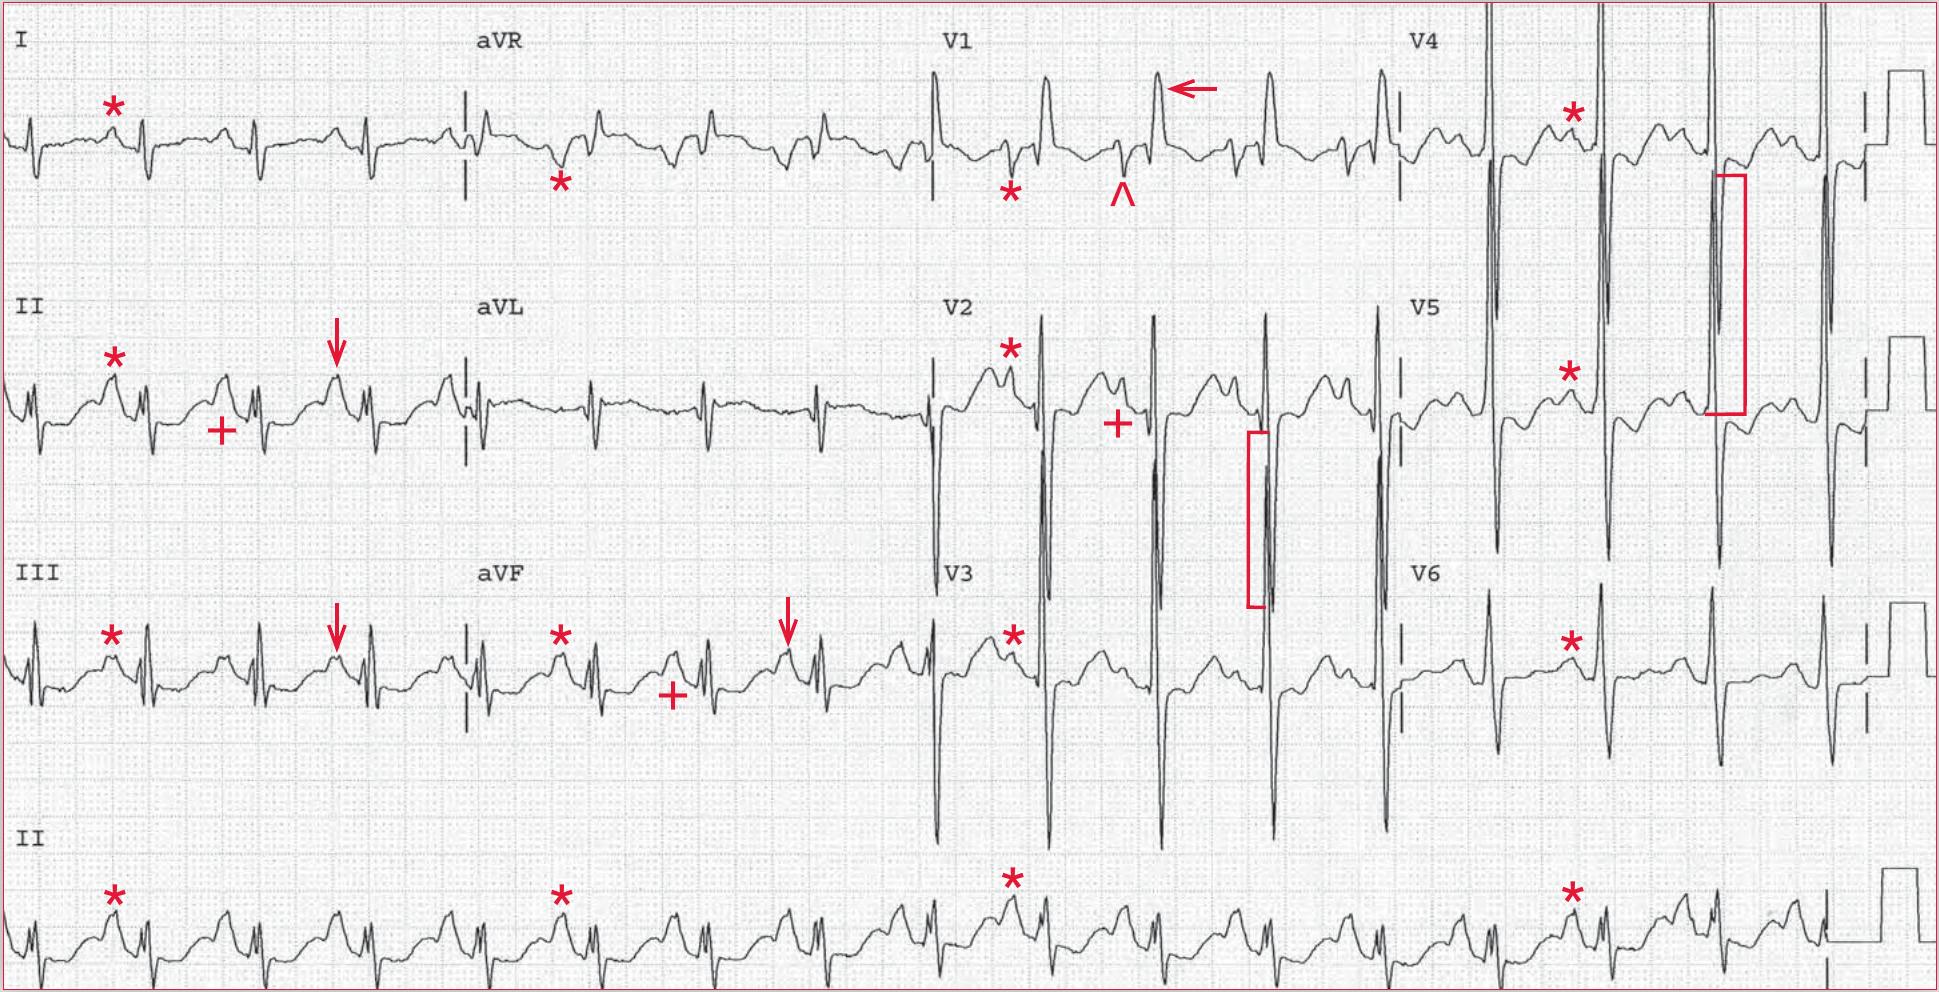 I aVR V1 V4
* * * *
* ^
II aVL V2 V5
* * *
+ +
III aVF V3 V6
* * * *
+
II
* * * *